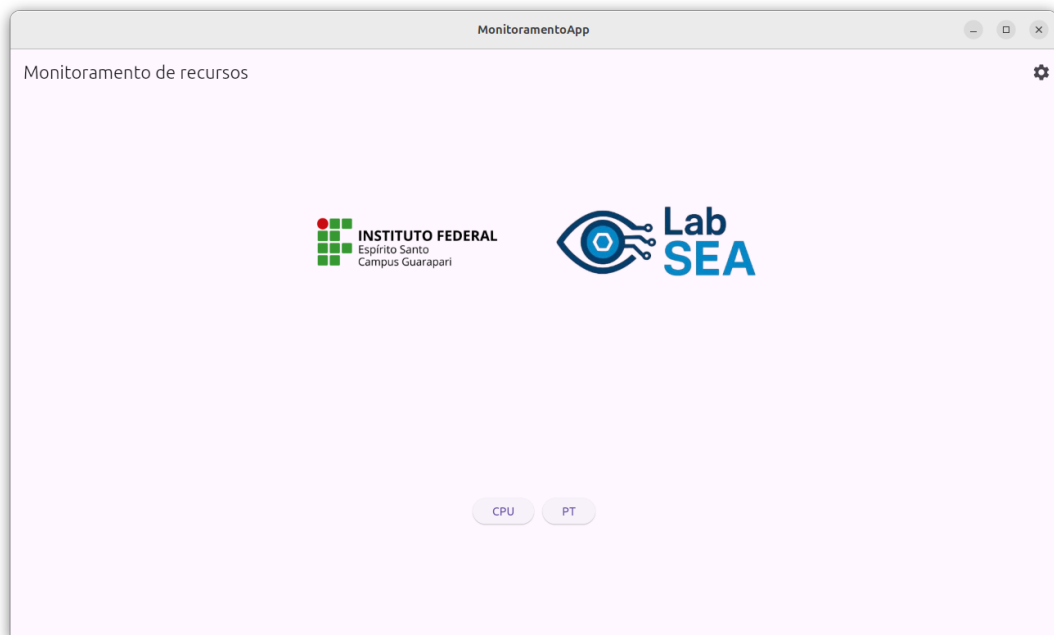 MonitoramentoApp
Monitoramento de recursos
INSTITUTO FEDERAL
Espírito Santo
Campus Guarapari
Lab
SEA
CPU PT